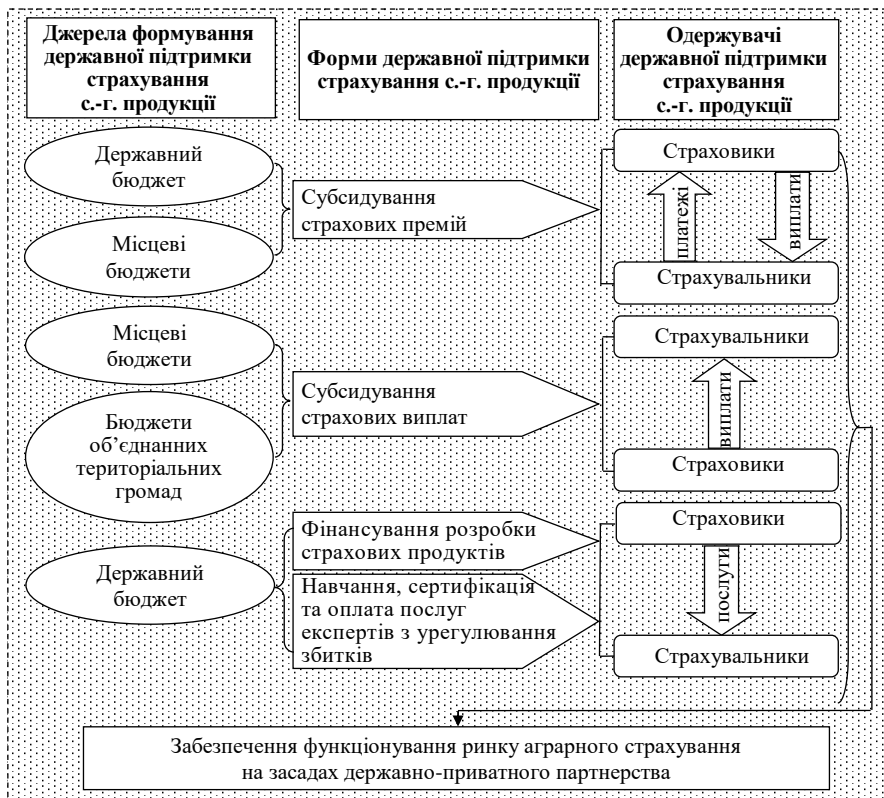 Джерела формування
державної підтримки
страхування
с.-г. продукції
Форми державної підтримки
страхування с.-г. продукції
Одержувачі
державної підтримки
страхування
с.-г. продукції
Державний
бюджет
Місцеві
бюджети
Субсидування
страхових премій
Страховики
платежі
виплати
Страхувальники
Місцеві
бюджети
Бюджети
об’єднанних
територіальних
громад
Субсидування
страхових виплат
Страхувальники
виплати
Страховики
Державний
бюджет
Фінансування розробки
страхових продуктів
Навчання, сертифікація
та оплата послуг
експертів з урегулювання
збитків
Страховики
послуги
Страхувальники
Забезпечення функціонування ринку аграрного страхування
на засадах державно-приватного партнерства